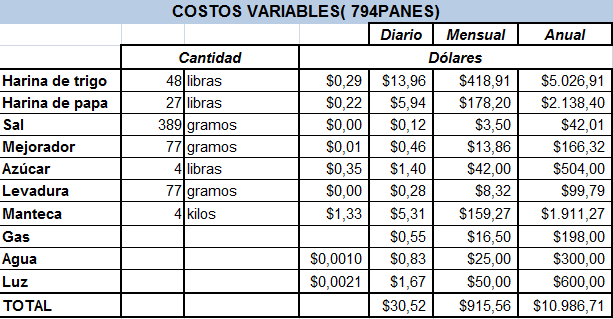 COSTOS VARIABLES( 794PANES)
Diario Mensual Anual
Cantidad Dólares
Harina de trigo 48 libras $0,29 $13,96 $418,91 $5.026,91
Harina de papa 27 libras $0,22 $5,94 $178,20 $2.138,40
Sal 389 gramos $0,00 $0,12 $3,50 $42,01
Mejorador 77 gramos $0,01 $0,46 $13,86 $166,32
Azúcar 4 libras $0,35 $1,40 $42,00 $504,00
Levadura 77 gramos $0,00 $0,28 $8,32 $99,79
Manteca 4 kilos $1,33 $5,31 $159,27 $1.911,27
Gas $0,55 $16,50 $198,00
Agua $0,0010 $0,83 $25,00 $300,00
Luz $0,0021 $1,67 $50,00 $600,00
TOTAL $30,52 $915,56 $10.986,71